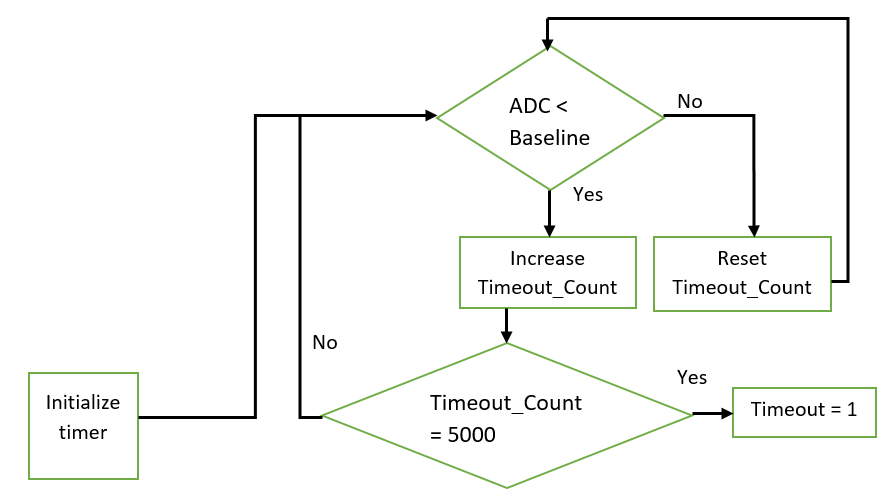 ADC <
Baseline
No
Yes
Increase
Timeout_Count
Reset
Timeout_Count
No
Yes
Initialize
timer
Timeout_Count
= 5000
Timeout = 1